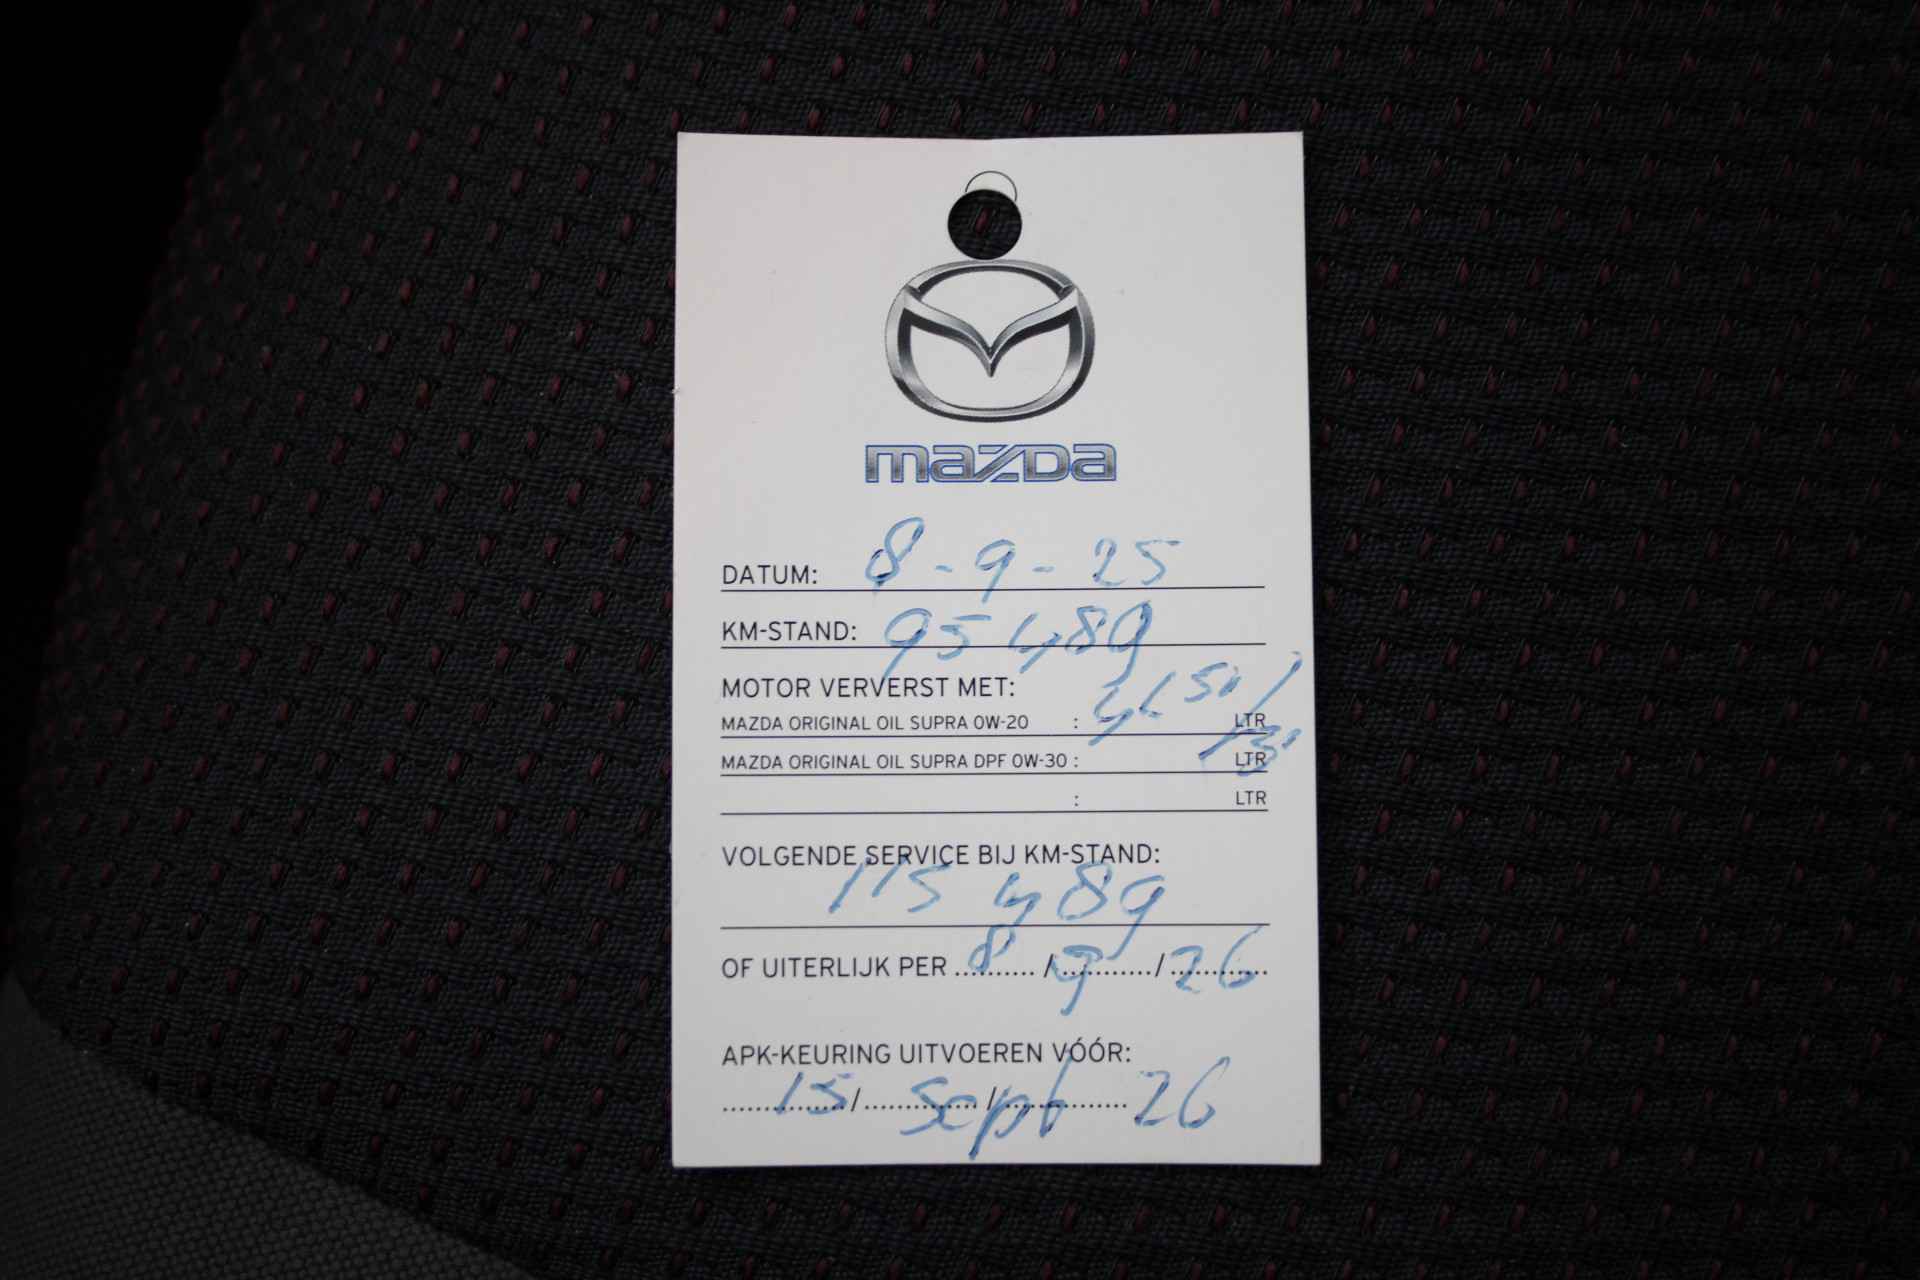 mazda
DATUM: 8-9-25
KM-STAND: 95489
MOTOR VERVERST MET:
MAZDA ORIGINAL OIL SUPRA 0W-20 : LTR
MAZDA ORIGINAL OIL SUPRA DPF 0W-30 : LTR
: LTR
VOLGENDE SERVICE BIJ KM-STAND:
115489
OF UITERLIJK PER 8 / 9 / 26
APK-KEURING UITVOEREN VÓÓR:
15 / Sept / 26